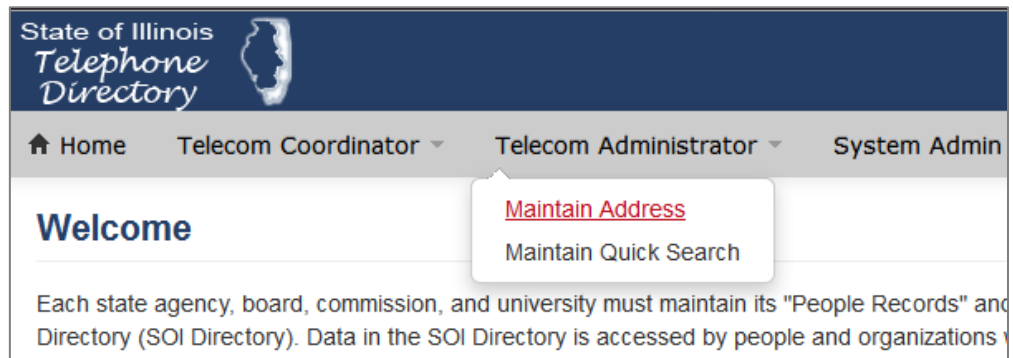 State of Illinois
Telephone
Directory
Home Telecom Coordinator Telecom Administrator System Admin
Maintain Address
Maintain Quick Search
Welcome
Each state agency, board, commission, and university must maintain its "People Records" and
Directory (SOI Directory). Data in the SOI Directory is accessed by people and organizations